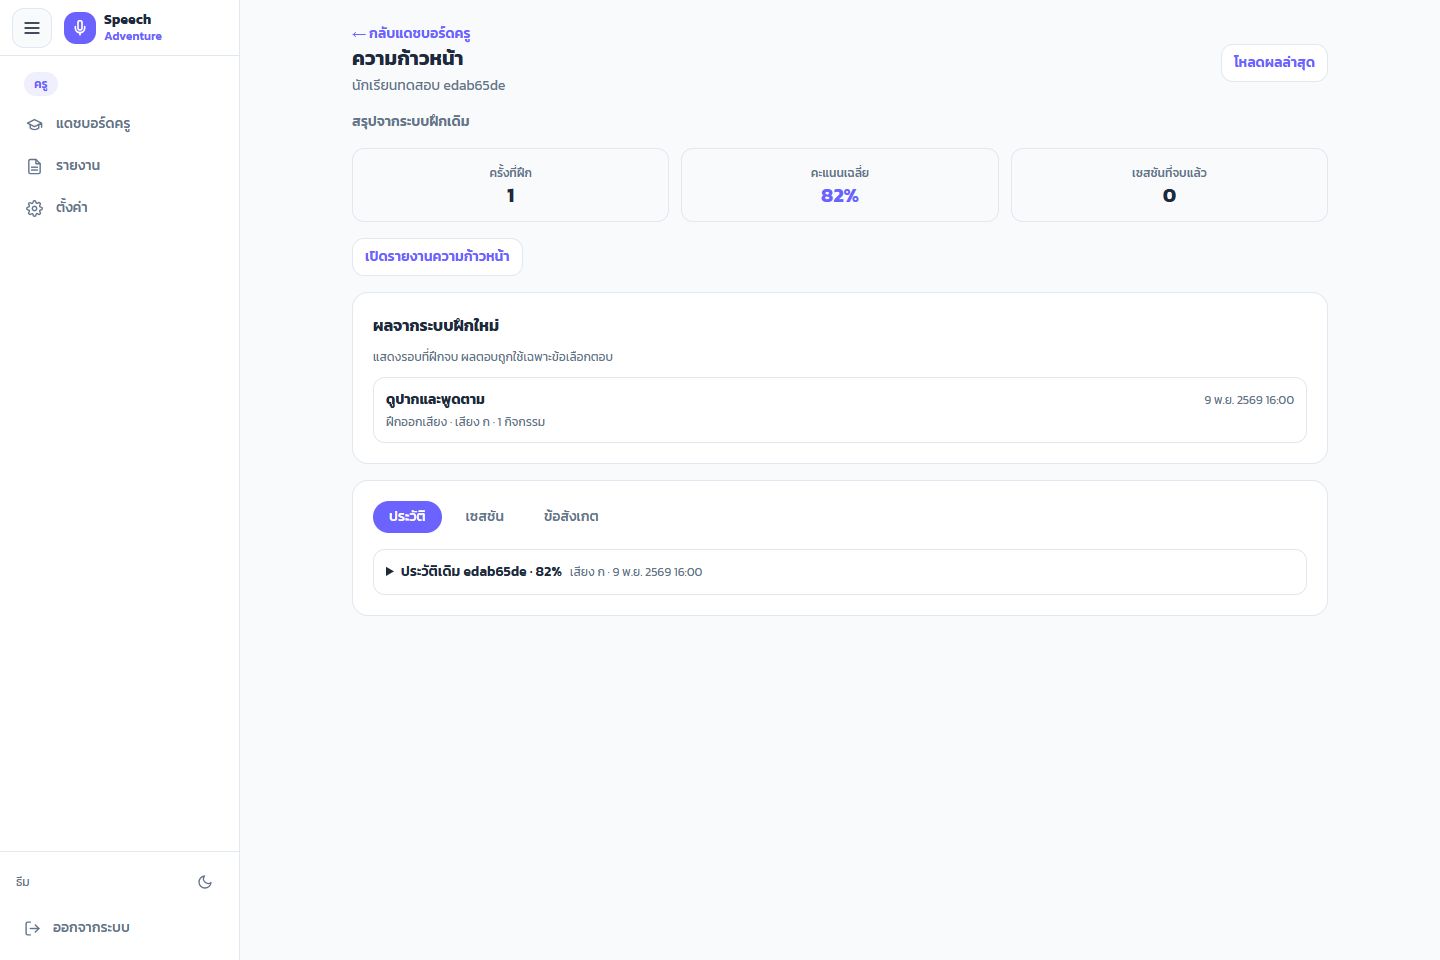 Speech
Adventure
ครู
แดชบอร์ดครู
รายงาน
ตั้งค่า
ธีม
ออกจากระบบ
← กลับแดชบอร์ดครู
ความก้าวหน้า
นักเรียนทดสอบ edab65de
โหลดผลล่าสุด
สรุปจากระบบฝึกเดิม
ครั้งที่ฝึก
1
คะแนนเฉลี่ย
82%
เซสชันที่จบแล้ว
0
เปิดรายงานความก้าวหน้า
ผลจากระบบฝึกใหม่
แสดงรอบที่ฝึกจบ ผลตอบถูกใช้เฉพาะข้อเลือกตอบ
ดูปากและพูดตาม
9 พ.ย. 2569 16:00
ฝึกออกเสียง · เสียง ก · 1 กิจกรรม
ประวัติ
เซสชัน
ข้อสังเกต
▶ ประวัติเดิม edab65de · 82% เสียง ก · 9 พ.ย. 2569 16:00